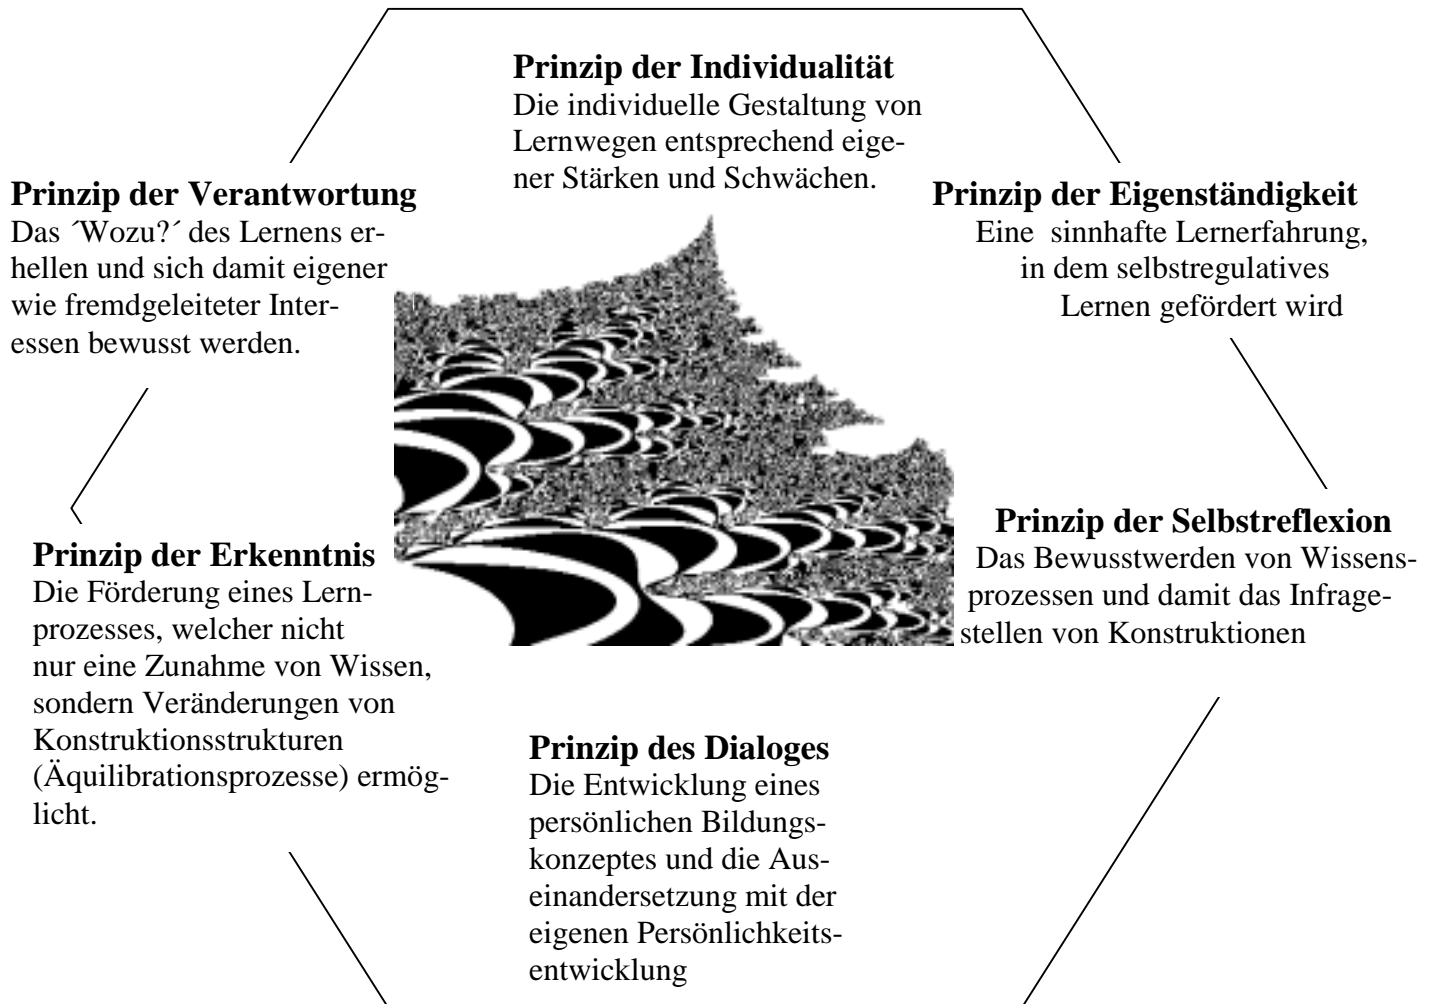 Prinzip der Individualität
Die individuelle Gestaltung von
Lernwegen entsprechend eige-
ner Stärken und Schwächen.
Prinzip der Verantwortung
Das ´Wozu?´ des Lernens er-
hellen und sich damit eigener
wie fremdgeleiteter Inter-
essen bewusst werden.
Prinzip der Eigenständigkeit
Eine sinnhafte Lernerfahrung,
in dem selbstregulatives
Lernen gefördert wird
Prinzip der Selbstreflexion
Das Bewusstwerden von Wissens-
prozessen und damit das Infrage-
stellen von Konstruktionen
Prinzip der Erkenntnis
Die Förderung eines Lern-
prozesses, welcher nicht
nur eine Zunahme von Wissen,
sondern Veränderungen von
Konstruktionsstrukturen
(Äquilibrationsprozesse) ermög-
licht.
Prinzip des Dialoges
Die Entwicklung eines
persönlichen Bildungs-
konzeptes und die Aus-
einandersetzung mit der
eigenen Persönlichkeits-
entwicklung